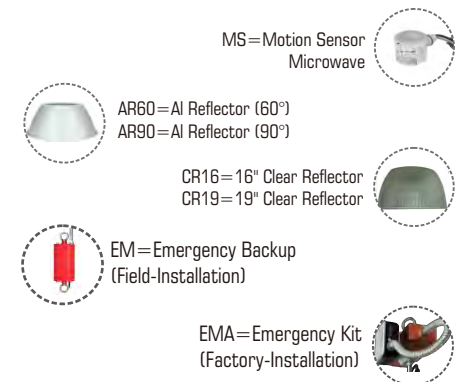 MS=Motion Sensor
Microwave
AR60=Al Reflector (60°)
AR90=Al Reflector (90°)
CR16=16" Clear Reflector
CR19=19" Clear Reflector
EM=Emergency Backup
(Field-Installation)
EMA=Emergency Kit
(Factory-Installation)